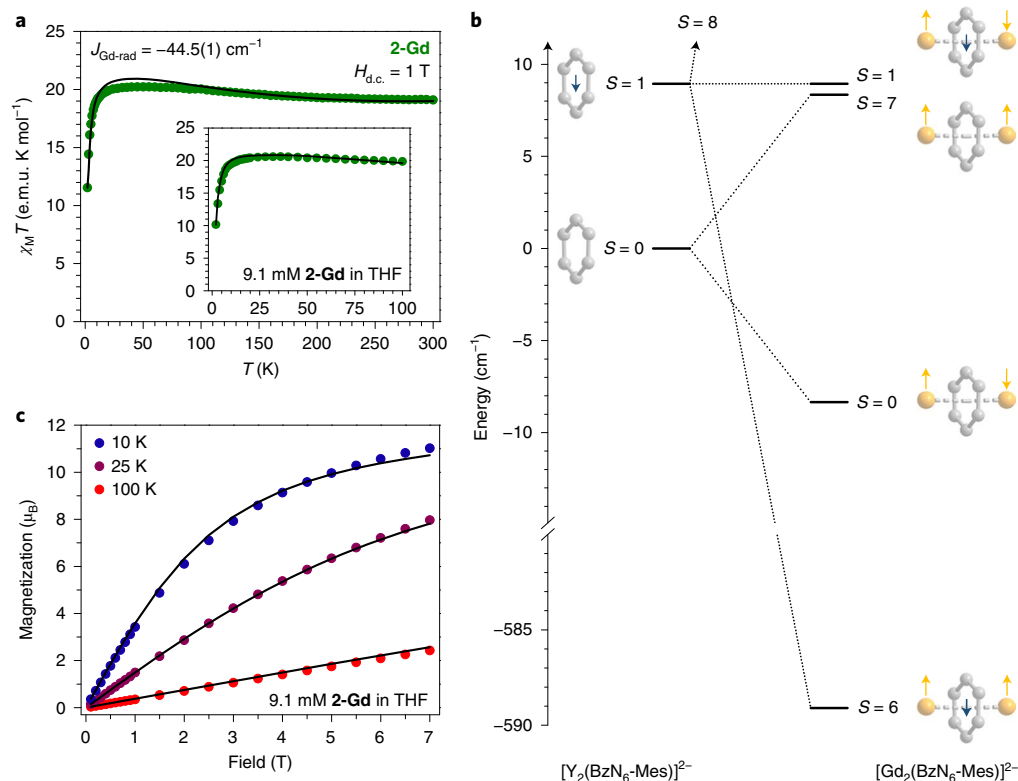 a
25
20
15
10
5
0
χMT (e.m.u. K mol⁻¹)
J_Gd-rad = −44.5(1) cm⁻¹
2-Gd
H_d.c. = 1 T
25
20
15
10
5
0
0 25 50 75 100
9.1 mM 2-Gd in THF
0 50 100 150 200 250 300
T (K)
c
12
10
8
6
4
2
0
Magnetization (μB)
10 K
25 K
100 K
9.1 mM 2-Gd in THF
0 1 2 3 4 5 6 7
Field (T)
b
10
5
0
−5
−10
−585
−590
Energy (cm⁻¹)
S = 8
S = 1
S = 0
S = 1
S = 7
S = 0
S = 6
[Y₂(BzN₆-Mes)]²⁻
[Gd₂(BzN₆-Mes)]²⁻